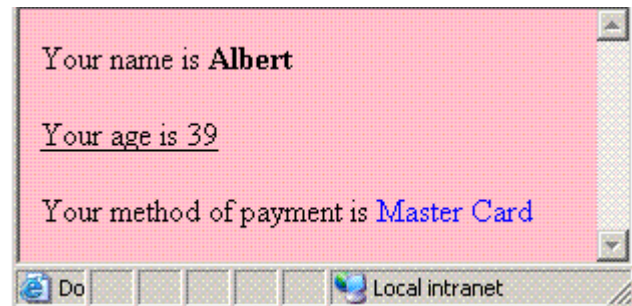 Your name is Albert
Your age is 39
Your method of payment is Master Card
Do Local intranet